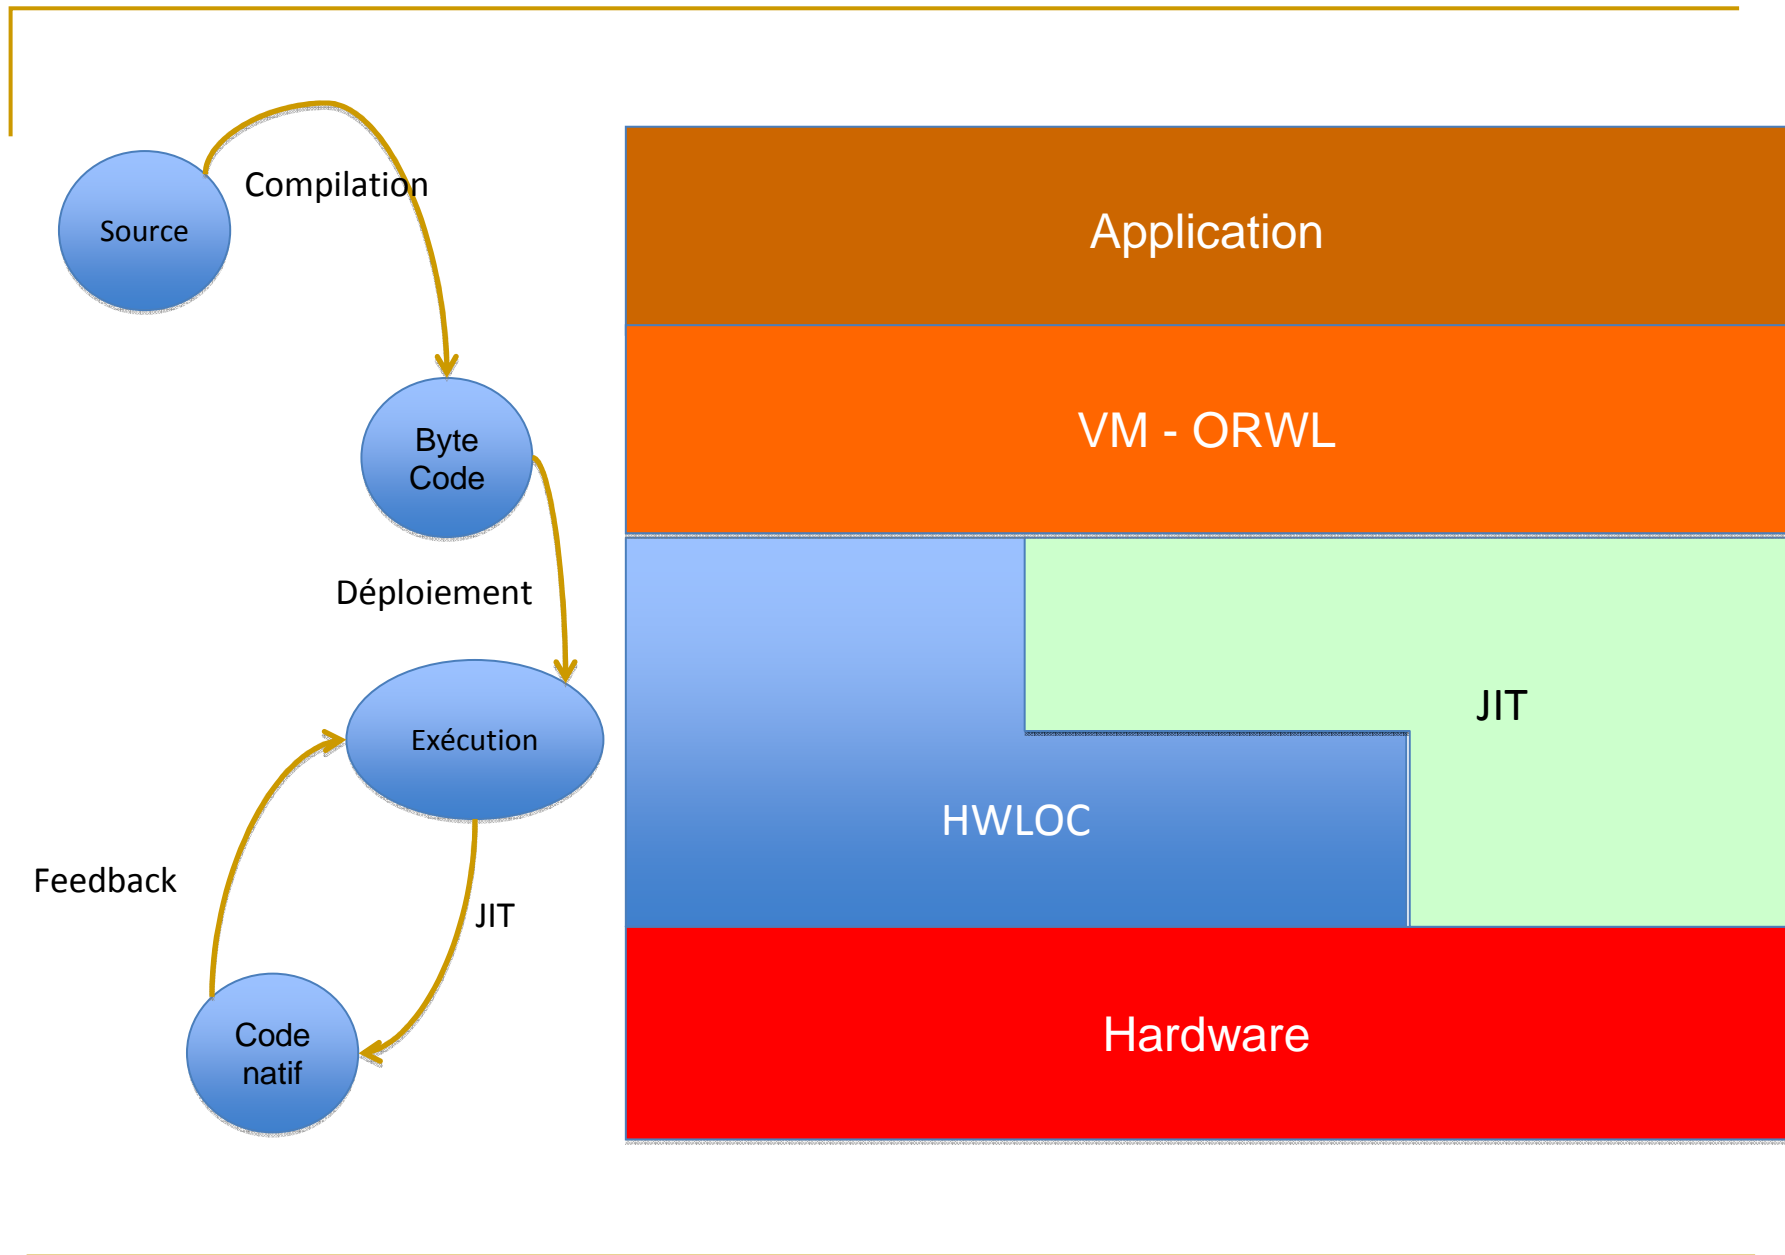 Compilation
Source
Byte
Code
Déploiement
Exécution
Feedback
JIT
Code
natif
Application
VM - ORWL
JIT
HWLOC
Hardware